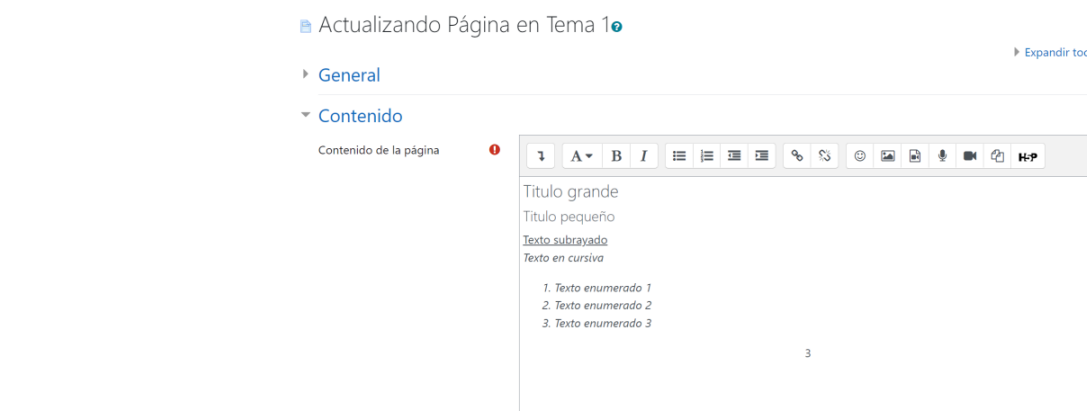 Actualizando Página en Tema 1
Expandir tod
General
Contenido
Contenido de la página
A B I H-P
Titulo grande
Titulo pequeño
Texto subrayado
Texto en cursiva
1. Texto enumerado 1
2. Texto enumerado 2
3. Texto enumerado 3
3